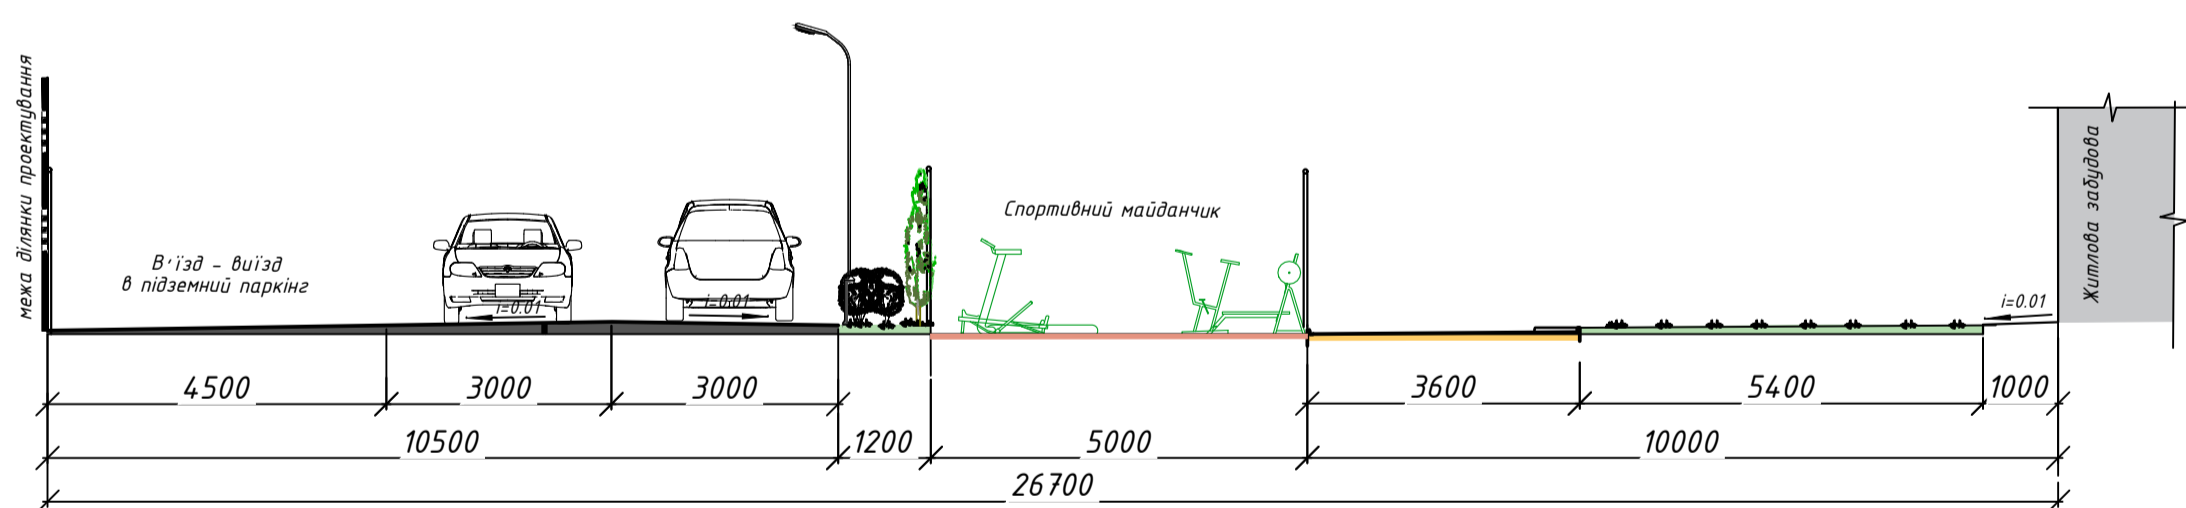 межа ділянки проектування
В'їзд - виїзд
в підземний паркінг
i=0.01
i=0.01
Спортивний майданчик
i=0.01
Житлова забудова
4500
3000
3000
3600
5400
1000
10500
1200
5000
10000
26700